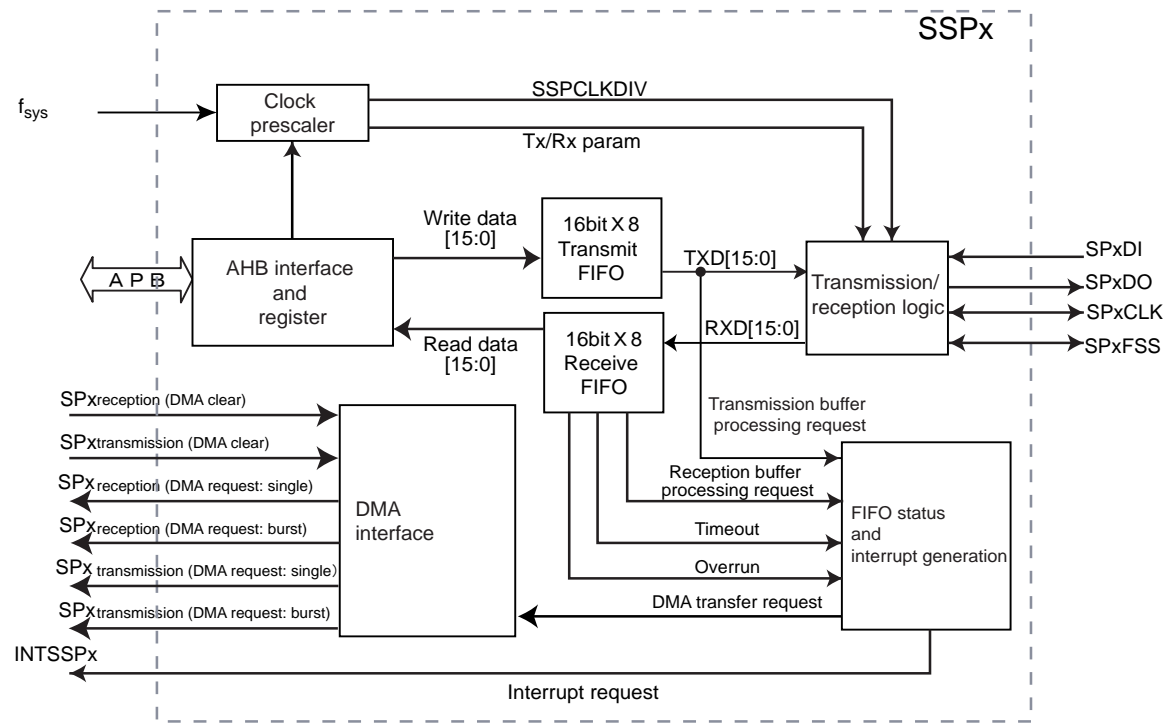 SSPx
fsys
Clock
prescaler
SSPCLKDIV
Tx/Rx param
Write data
[15:0]
16bit X 8
Transmit
FIFO
TXD[15:0]
AHB interface
and
register
APB
Transmission/
reception logic
SPxDI
SPxDO
SPxCLK
SPxFSS
Read data
[15:0]
16bit X 8
Receive
FIFO
RXD[15:0]
SPxreception (DMA clear)
SPxtransmission (DMA clear)
SPx reception (DMA request: single)
SPxreception (DMA request: burst)
SPx transmission (DMA request: single)
SPxtransmission (DMA request: burst)
INTSSPx
DMA
interface
Transmission buffer
processing request
Reception buffer
processing request
Timeout
Overrun
DMA transfer request
FIFO status
and
interrupt generation
Interrupt request